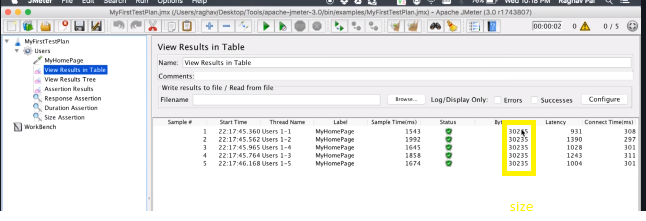 JMeter File Edit Search Run Options Help 76% Wed 10:18 PM Raghav Pal
MyFirstTestPlan.jmx (/Users/raghav/Desktop/Tools/apache-jmeter-3.0/bin/examples/MyFirstTestPlan.jmx) - Apache JMeter (3.0 r1743807)
00:00:02 0 0 / 5
MyFirstTestPlan
Users
MyHomePage
View Results in Table
View Results Tree
Assertion Results
Response Assertion
Duration Assertion
Size Assertion
WorkBench
View Results in Table
Name: View Results in Table
Comments:
Write results to file / Read from file
Filename Browse... Log/Display Only: Errors Successes Configure
Sample # Start Time Thread Name Label Sample Time(ms) Status Latency Connect Time(ms)
1 22:17:45.360 Users 1-1 MyHomePage 1543 30235 931 308
2 22:17:45.562 Users 1-2 MyHomePage 1992 30235 1390 297
3 22:17:45.965 Users 1-4 MyHomePage 1645 30235 1028 301
4 22:17:45.764 Users 1-3 MyHomePage 1858 30235 1243 311
5 22:17:46.168 Users 1-5 MyHomePage 1674 30235 1004 301
size